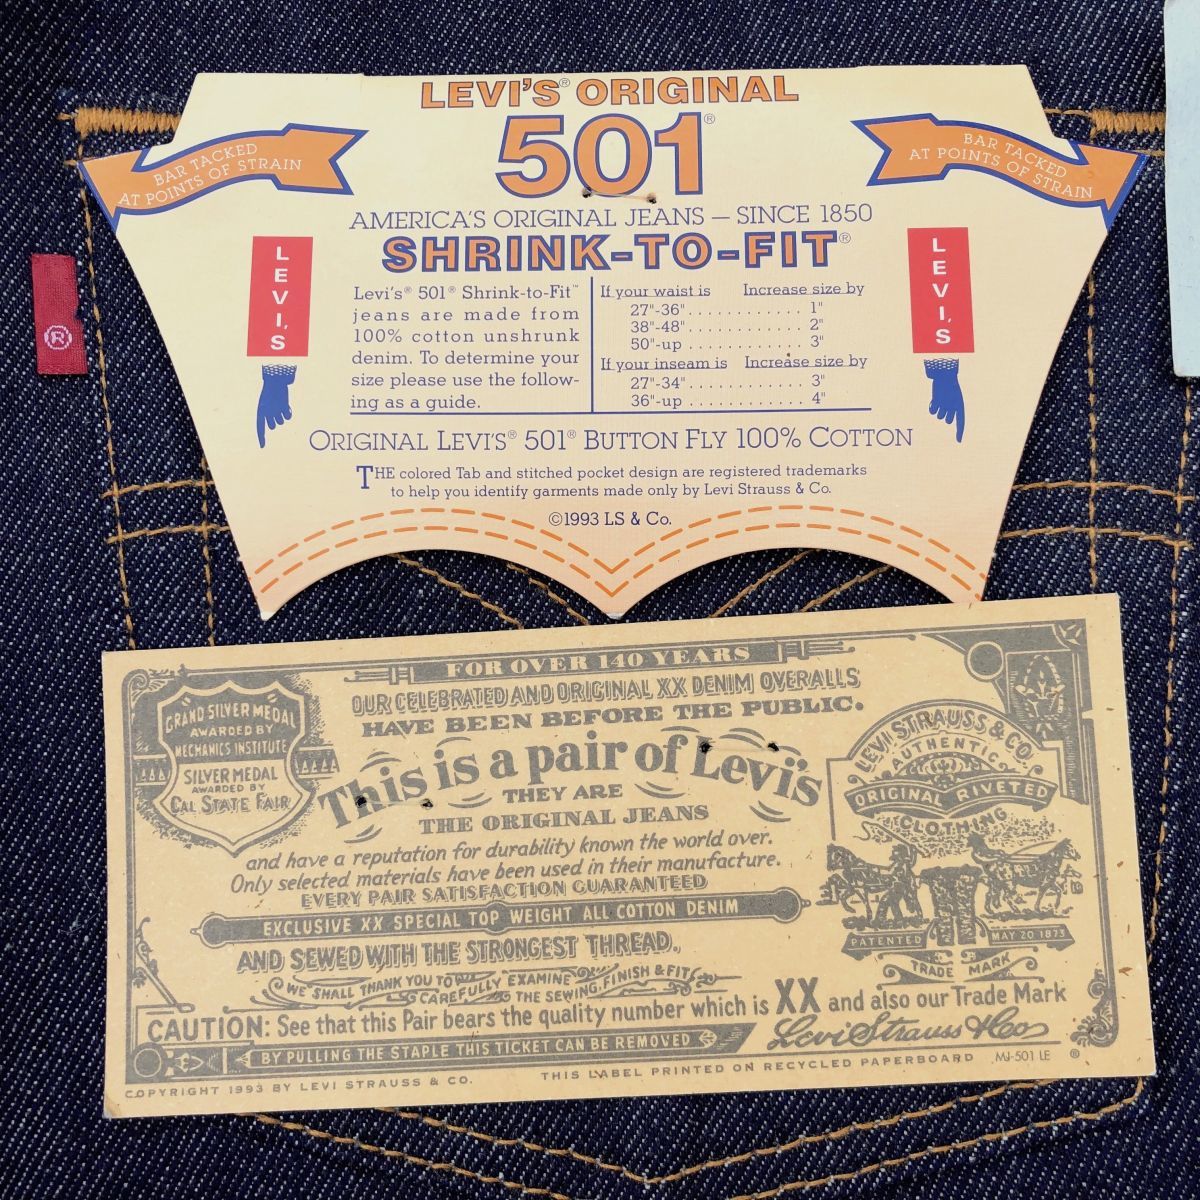 LEVI'S® ORIGINAL
501®
BAR TACKED
AT POINTS OF STRAIN
BAR TACKED
AT POINTS OF STRAIN
AMERICA'S ORIGINAL JEANS — SINCE 1850
SHRINK-TO-FIT®
LEVI'S
LEVI'S
®
Levi's® 501® Shrink-to-Fit™
jeans are made from
100% cotton unshrunk
denim. To determine your
size please use the follow-
ing as a guide.
If your waist is Increase size by
27"-36" . . . . . . . . . . . . 1"
38"-48" . . . . . . . . . . . . 2"
50"-up . . . . . . . . . . . . 3"
If your inseam is Increase size by
27"-34" . . . . . . . . . . . . 3"
36"-up . . . . . . . . . . . . 4"
ORIGINAL LEVI'S® 501® BUTTON FLY 100% COTTON
THE colored Tab and stitched pocket design are registered trademarks
to help you identify garments made only by Levi Strauss & Co.
©1993 LS & Co.
FOR OVER 140 YEARS
OUR CELEBRATED AND ORIGINAL XX DENIM OVERALLS
HAVE BEEN BEFORE THE PUBLIC.
GRAND SILVER MEDAL
AWARDED BY
MECHANICS INSTITUTE
SILVER MEDAL
AWARDED BY
CAL STATE FAIR
This is a pair of Levi's
THEY ARE
THE ORIGINAL JEANS
and have a reputation for durability known the world over.
Only selected materials have been used in their manufacture.
EVERY PAIR SATISFACTION GUARANTEED
EXCLUSIVE XX SPECIAL TOP WEIGHT ALL COTTON DENIM
AND SEWED WITH THE STRONGEST THREAD.
WE SHALL THANK YOU TO CAREFULLY EXAMINE THE SEWING, FINISH & FIT
LEVI STRAUSS & CO.
AUTHENTIC
ORIGINAL RIVETED
CLOTHING
PATENTED MAY 20 1873
TRADE MARK
CAUTION: See that this Pair bears the quality number which is XX and also our Trade Mark
Levi Strauss & Co
BY PULLING THE STAPLE THIS TICKET CAN BE REMOVED
COPYRIGHT 1993 BY LEVI STRAUSS & CO. THIS LABEL PRINTED ON RECYCLED PAPERBOARD MJ-501 LE ®